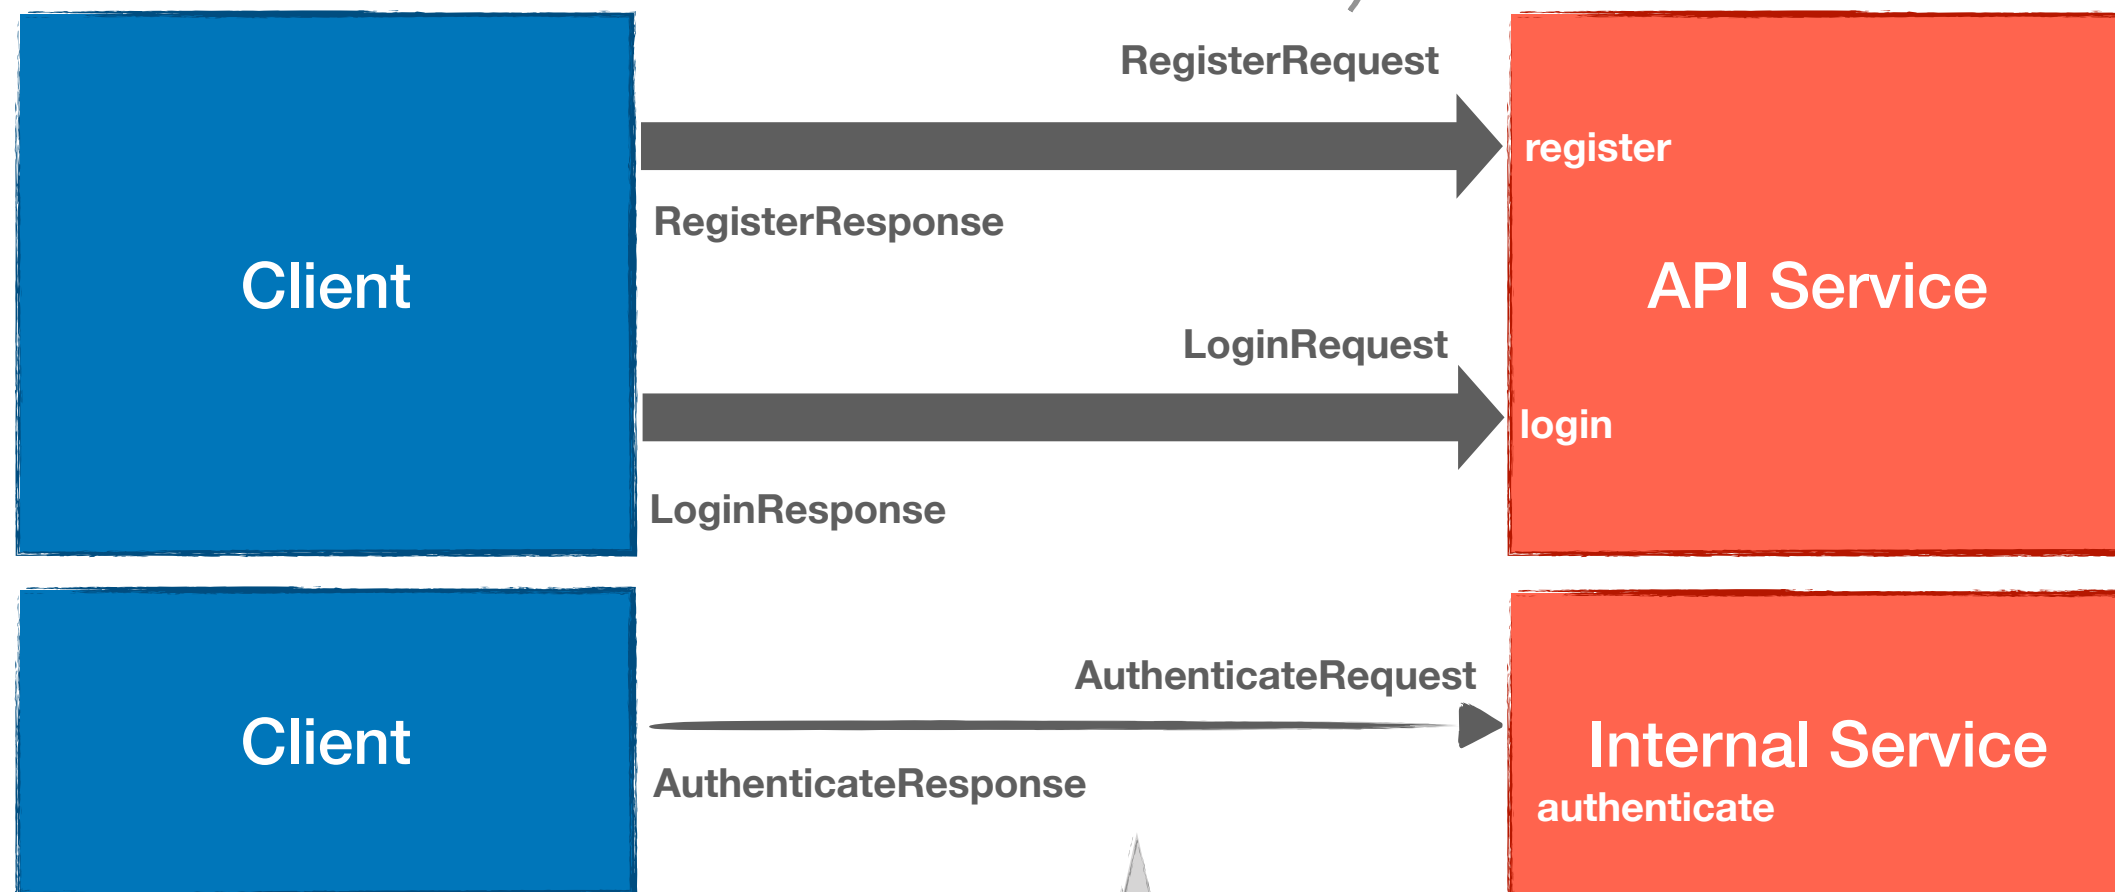 RegisterRequest
register
RegisterResponse
Client
API Service
LoginRequest
login
LoginResponse
AuthenticateRequest
Client
Internal Service
AuthenticateResponse
authenticate